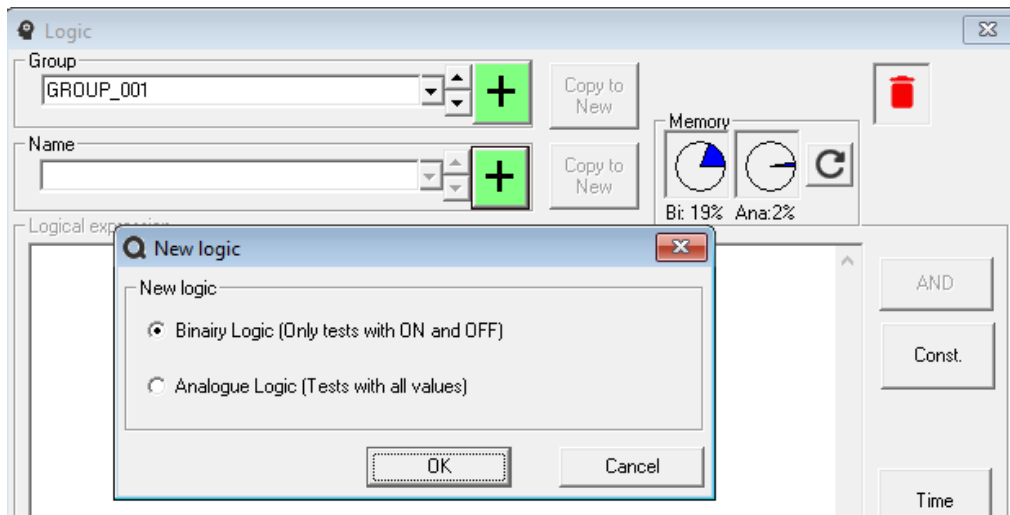 Logic
Group
GROUP_001
Copy to
New
Name
Copy to
New
Memory
Bi: 19% Ana:2%
Logical expression
New logic
New logic
Binairy Logic (Only tests with ON and OFF)
Analogue Logic (Tests with all values)
OK
Cancel
AND
Const.
Time